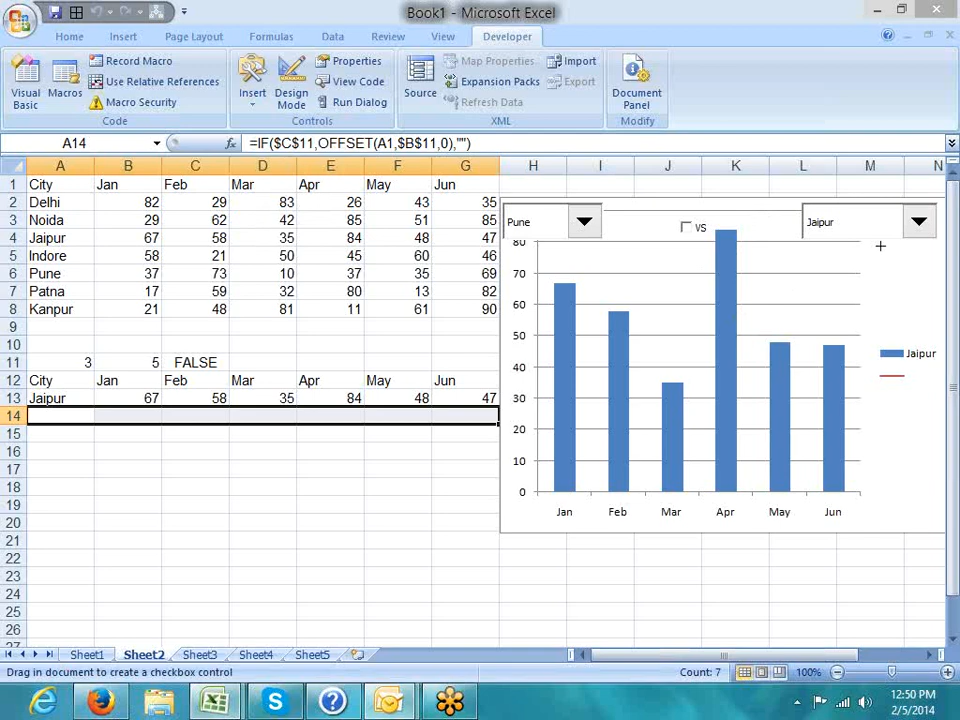 Book1 - Microsoft Excel
Home Insert Page Layout Formulas Data Review View Developer
Visual Basic
Macros
Record Macro
Use Relative References
Macro Security
Code
Insert
Design Mode
Properties
View Code
Run Dialog
Controls
Source
Map Properties
Expansion Packs
Refresh Data
Import
Export
XML
Document Panel
Modify
A14 fx =IF($C$11,OFFSET(A1,$B$11,0),"")
A B C D E F G H I J K L M N
1 City Jan Feb Mar Apr May Jun
2 Delhi 82 29 83 26 43 35
3 Noida 29 62 42 85 51 85
4 Jaipur 67 58 35 84 48 47
5 Indore 58 21 50 45 60 46
6 Pune 37 73 10 37 35 69
7 Patna 17 59 32 80 13 82
8 Kanpur 21 48 81 11 61 90
9
10
11 3 5 FALSE
12 City Jan Feb Mar Apr May Jun
13 Jaipur 67 58 35 84 48 47
14
15
16
17
18
19
20
21
22
23
24
25
26
27
Pune
VS
Jaipur
80
70
60
50
40
30
20
10
0
Jan Feb Mar Apr May Jun
Jaipur
Sheet1 Sheet2 Sheet3 Sheet4 Sheet5
Drag in document to create a checkbox control
Count: 7
100%
12:50 PM
2/5/2014